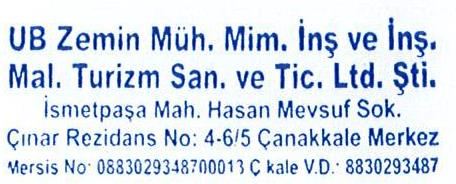 UB Zemin Müh. Mim. İnş ve İnş.
Mal. Turizm San. ve Tic. Ltd. Şti.
İsmetpaşa Mah. Hasan Mevsuf Sok.
Çınar Rezidans No: 4-6/5 Çanakkale Merkez
Mersis No: 0883029348700013 Ç kale V.D.: 8830293487